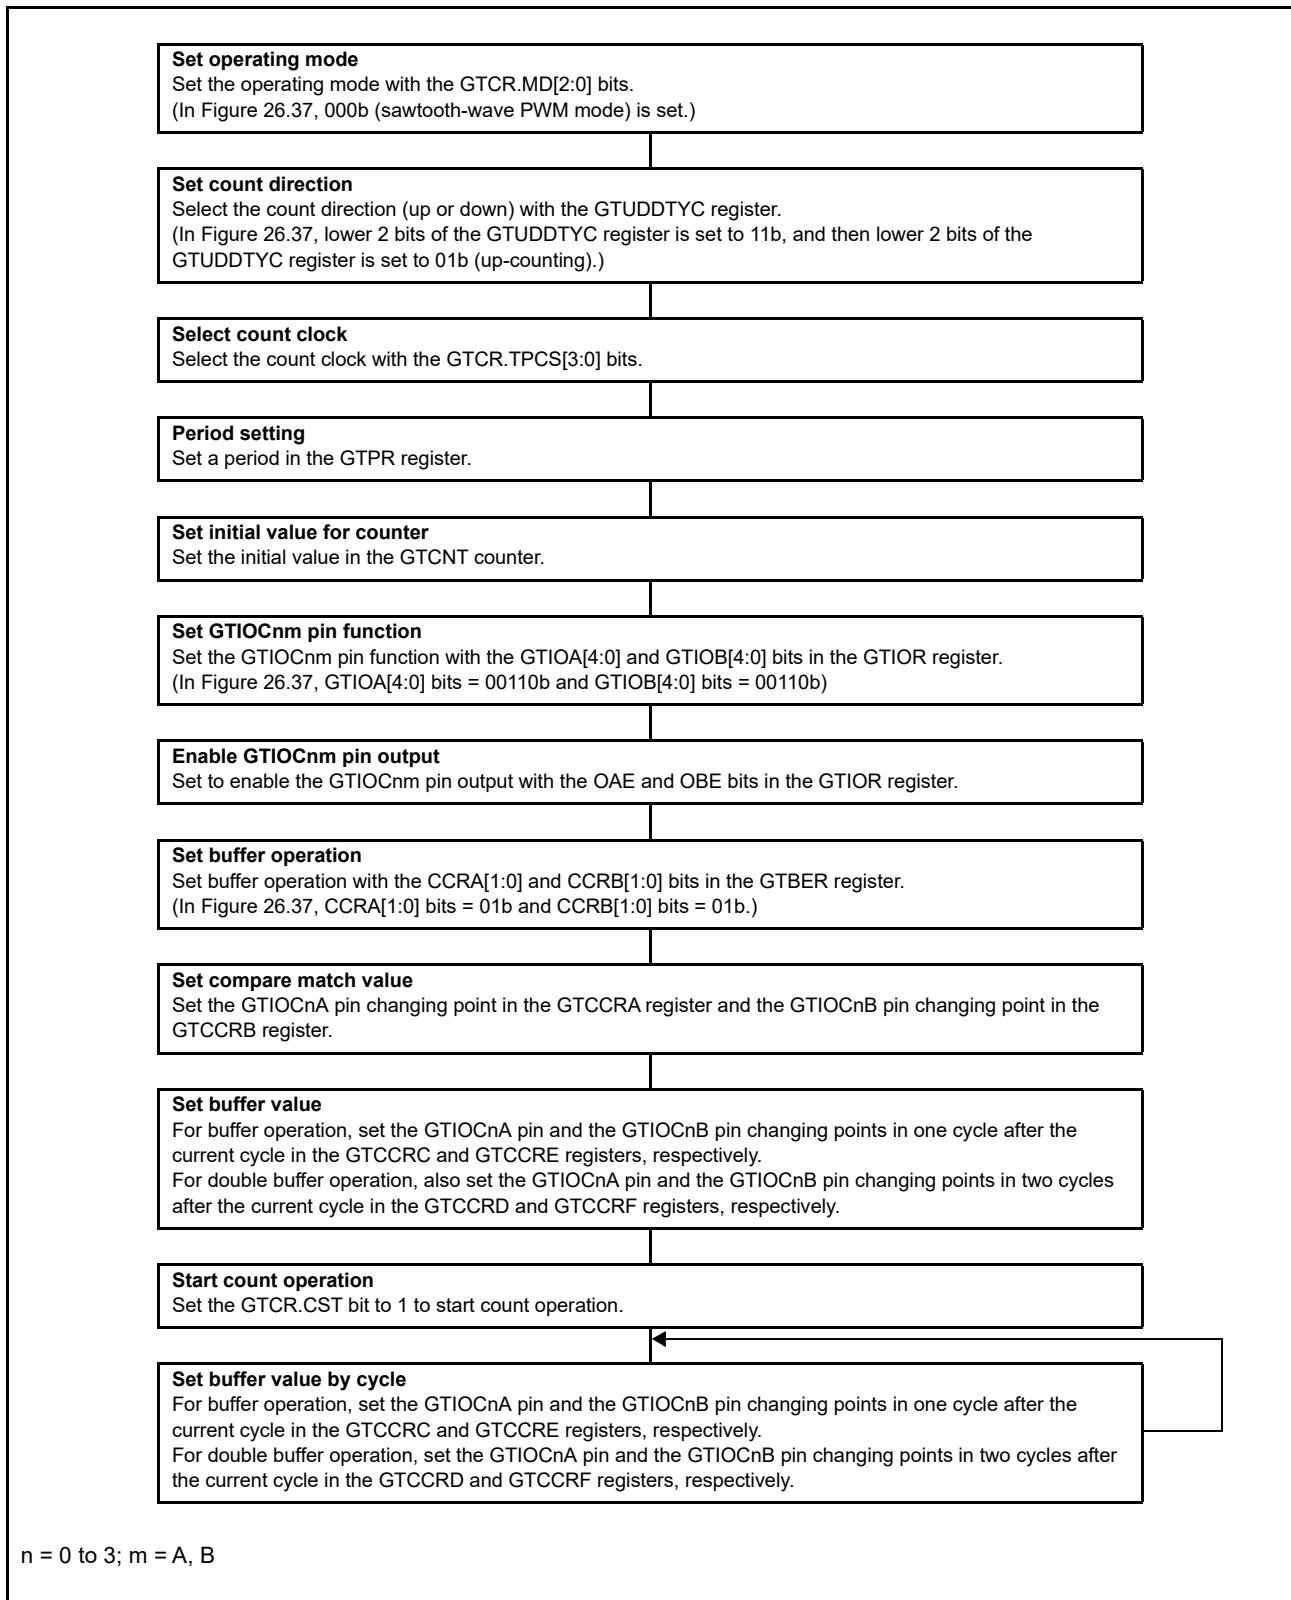 Set operating mode
Set the operating mode with the GTCR.MD[2:0] bits.
(In Figure 26.37, 000b (sawtooth-wave PWM mode) is set.)
Set count direction
Select the count direction (up or down) with the GTUDDTYC register.
(In Figure 26.37, lower 2 bits of the GTUDDTYC register is set to 11b, and then lower 2 bits of the
GTUDDTYC register is set to 01b (up-counting).)
Select count clock
Select the count clock with the GTCR.TPCS[3:0] bits.
Period setting
Set a period in the GTPR register.
Set initial value for counter
Set the initial value in the GTCNT counter.
Set GTIOCnm pin function
Set the GTIOCnm pin function with the GTIOA[4:0] and GTIOB[4:0] bits in the GTIOR register.
(In Figure 26.37, GTIOA[4:0] bits = 00110b and GTIOB[4:0] bits = 00110b)
Enable GTIOCnm pin output
Set to enable the GTIOCnm pin output with the OAE and OBE bits in the GTIOR register.
Set buffer operation
Set buffer operation with the CCRA[1:0] and CCRB[1:0] bits in the GTBER register.
(In Figure 26.37, CCRA[1:0] bits = 01b and CCRB[1:0] bits = 01b.)
Set compare match value
Set the GTIOCnA pin changing point in the GTCCRA register and the GTIOCnB pin changing point in the
GTCCRB register.
Set buffer value
For buffer operation, set the GTIOCnA pin and the GTIOCnB pin changing points in one cycle after the
current cycle in the GTCCRC and GTCCRE registers, respectively.
For double buffer operation, also set the GTIOCnA pin and the GTIOCnB pin changing points in two cycles
after the current cycle in the GTCCRD and GTCCRF registers, respectively.
Start count operation
Set the GTCR.CST bit to 1 to start count operation.
Set buffer value by cycle
For buffer operation, set the GTIOCnA pin and the GTIOCnB pin changing points in one cycle after the
current cycle in the GTCCRC and GTCCRE registers, respectively.
For double buffer operation, set the GTIOCnA pin and the GTIOCnB pin changing points in two cycles after
the current cycle in the GTCCRD and GTCCRF registers, respectively.
n = 0 to 3; m = A, B